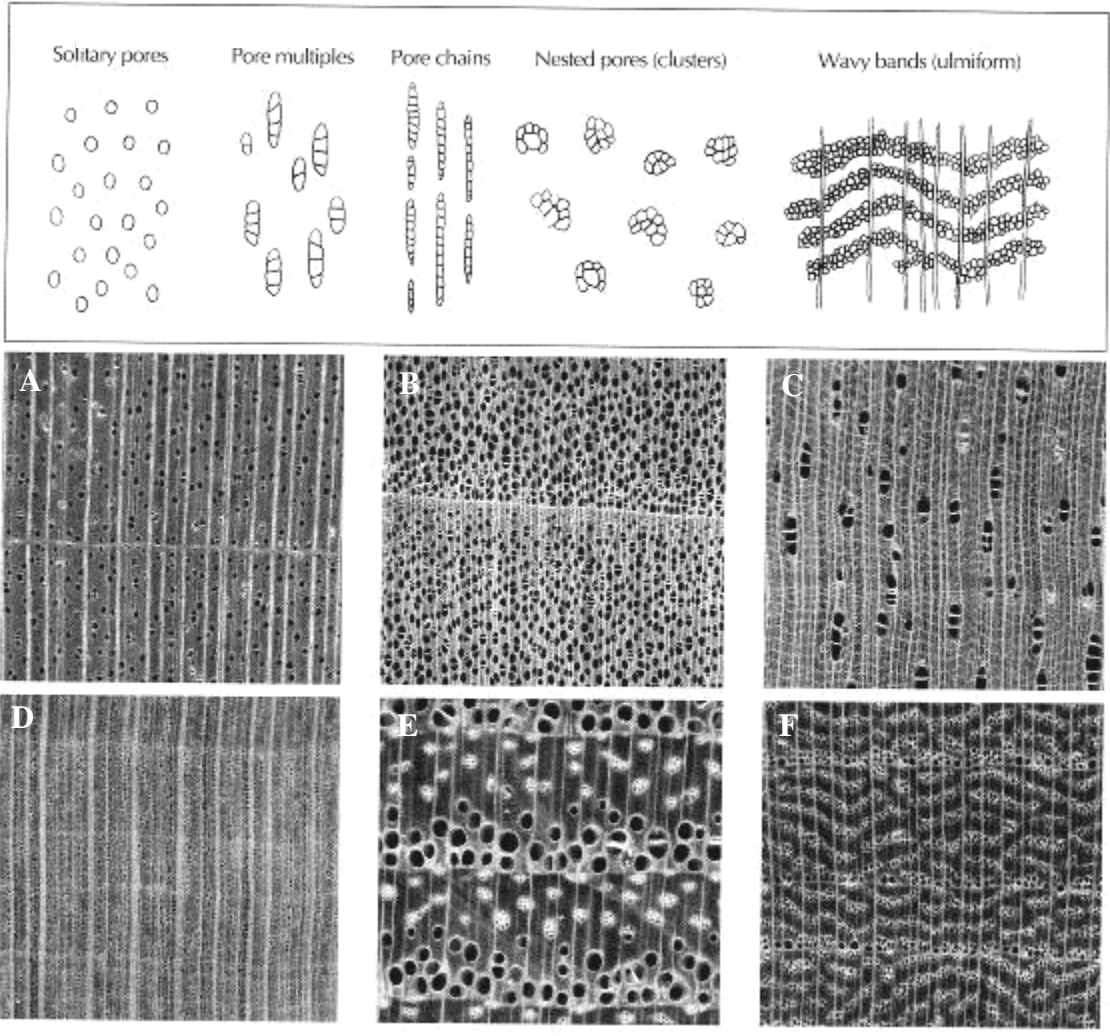 Solitary pores
Pore multiples
Pore chains
Nested pores (clusters)
Wavy bands (ulmiform)
A
B
C
D
E
F